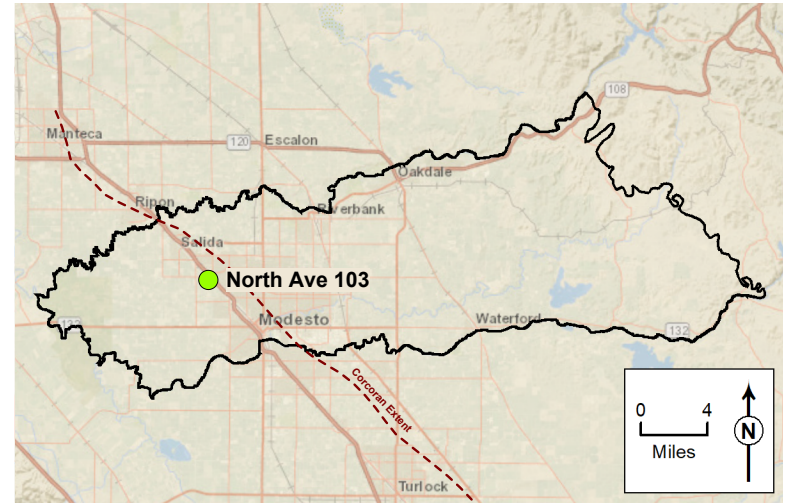 108
Manteca
120
Escalon
Oakdale
Ripon
Riverbank
Salida
North Ave 103
132
Modesto
Waterford
132
Corcoran Extent
0 4
Miles
N
Turlock